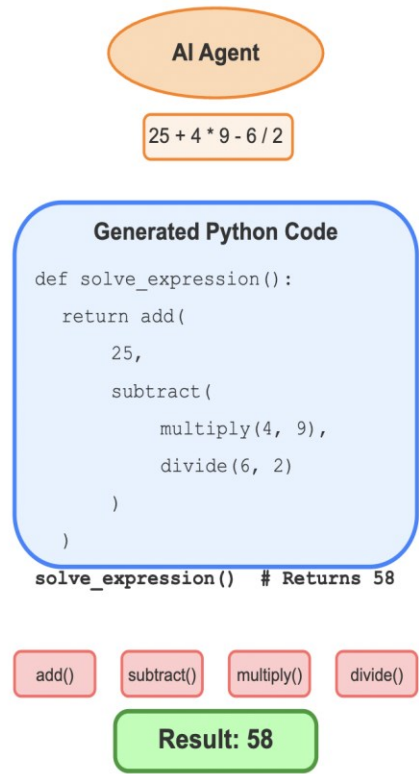 AI Agent
25 + 4 * 9 - 6 / 2
Generated Python Code
def solve_expression():
return add(
25,
subtract(
multiply(4, 9),
divide(6, 2)
)
)
solve_expression() # Returns 58
add() subtract() multiply() divide()
Result: 58